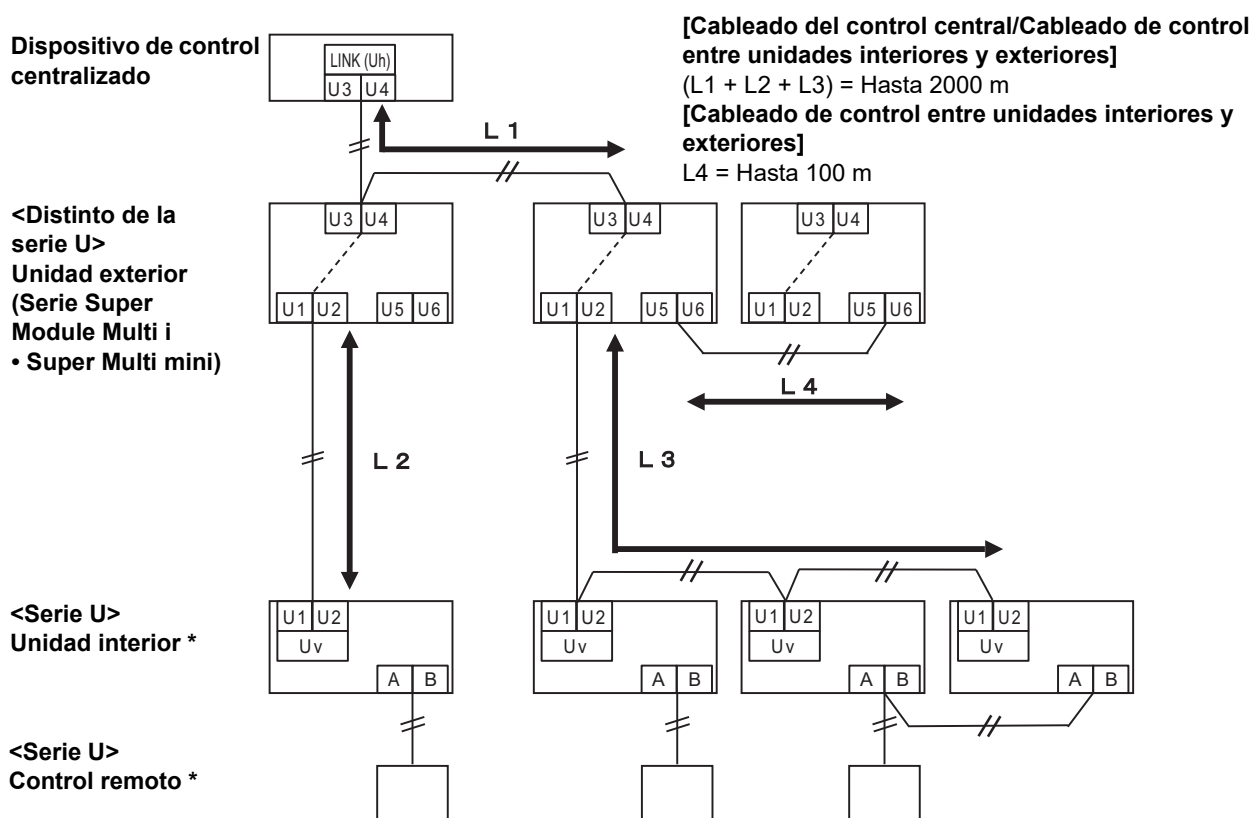 Dispositivo de control
centralizado
LINK (Uh)
U3 U4
[Cableado del control central/Cableado de control
entre unidades interiores y exteriores]
(L1 + L2 + L3) = Hasta 2000 m
[Cableado de control entre unidades interiores y
exteriores]
L4 = Hasta 100 m
L 1
<Distinto de la
serie U>
Unidad exterior
(Serie Super
Module Multi i
• Super Multi mini)
U3 U4
U1 U2
U5 U6
U3 U4
U1 U2
U5 U6
U3 U4
U1 U2
U5 U6
L 4
L 2
L 3
<Serie U>
Unidad interior *
U1 U2
Uv
A B
U1 U2
Uv
A B
U1 U2
Uv
A B
U1 U2
Uv
A B
<Serie U>
Control remoto *